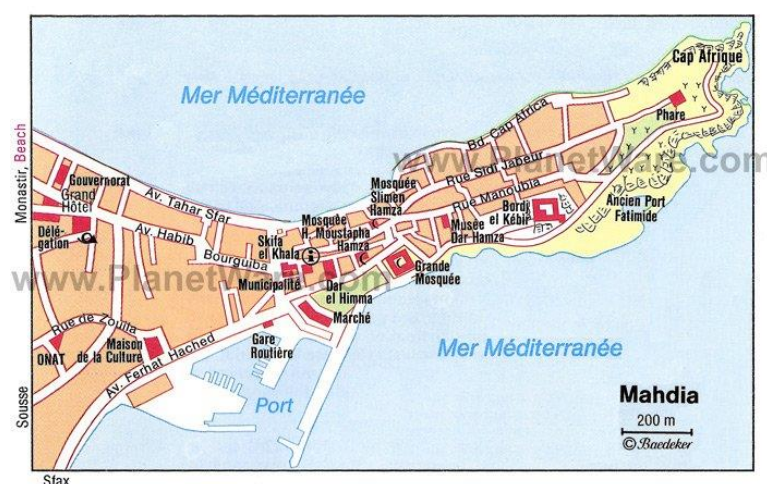 Cap Afrique
Mer Méditerranée
Phare
Bd. Cap Africa
www.PlanetWare.com
Rue Sidi Jabeur
Monastir, Beach
Gouvernorat
Grand
Hôtel
Av. Tahar Sfar
Mosquée
Slimen
Hamza
Rue Manoubia
Bordj
el Kébir
Ancien Port
Fatimide
Délé-
gation
Av. Habib Bourguiba
Mosquée
H. Moustapha
Hamza
Skifa
el Khala
Musée
Dar Hamza
www.PlanetWare.com
Municipalité
Dar
el Himma
Grande
Mosquée
Marché
Rue de Zouila
ONAT
Maison
de la Culture
Av. Ferhat Hached
Gare
Routière
Mer Méditerranée
Port
Sousse
Mahdia
200 m
© Baedeker
Sfax